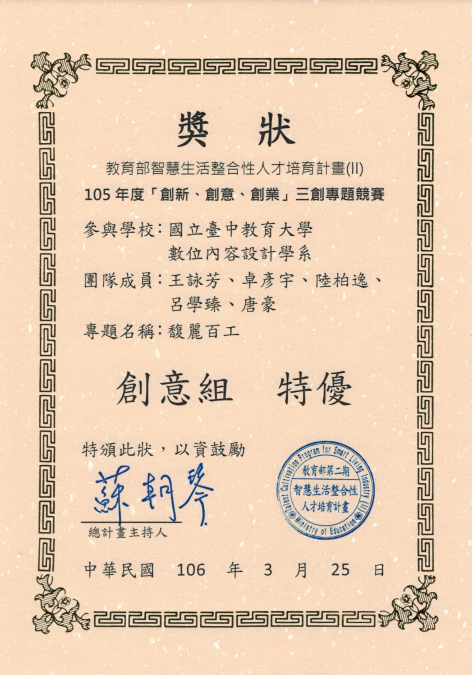 獎 狀
教育部智慧生活整合性人才培育計畫(II)
105 年度「創新、創意、創業」三創專題競賽
參與學校：國立臺中教育大學
數位內容設計學系
團隊成員：王詠芳、卓彥宇、陸柏逸、
呂學臻、唐豪
專題名稱：馥麗百工
創意組 特優
特頒此狀，以資鼓勵
蘇朝琴
總計畫主持人
Talent Cultivation Program for Smart Living Industry (II)
教育部第二期
智慧生活整合性
人才培育計畫
Ministry of Education
中華民國 106 年 3 月 25 日